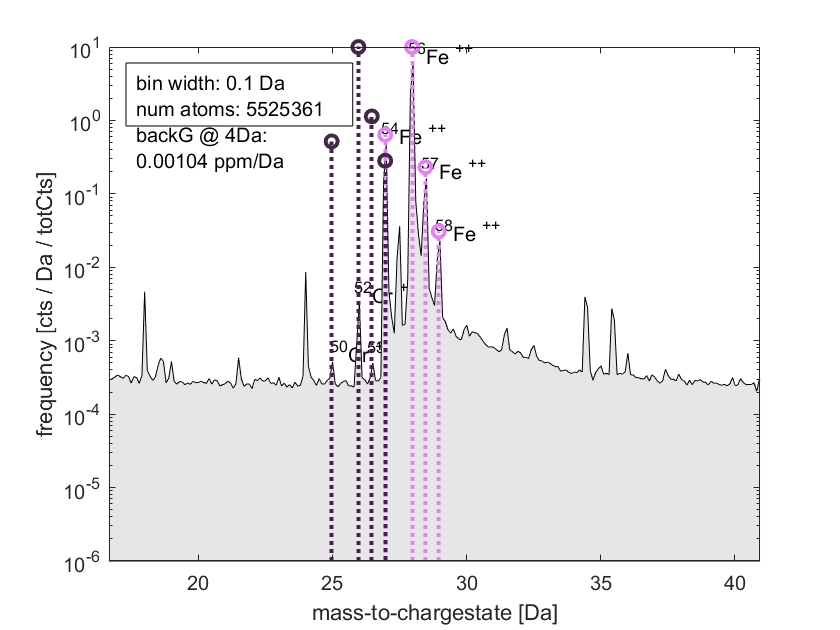 10^1
10^0
10^-1
10^-2
10^-3
10^-4
10^-5
10^-6
frequency [cts / Da / totCts]
bin width: 0.1 Da
num atoms: 5525361
backG @ 4Da:
0.00104 ppm/Da
56Fe ++
54Fe ++
57Fe ++
58Fe ++
52Cr +
50Cr
20 25 30 35 40
mass-to-chargestate [Da]